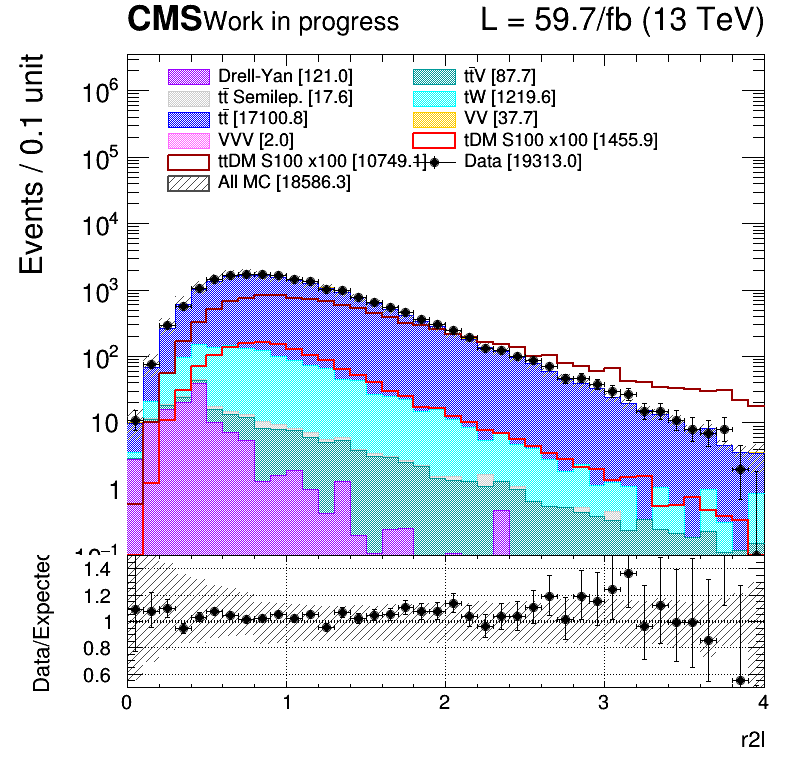 CMS Work in progress L = 59.7/fb (13 TeV)
Events / 0.1 unit
Drell-Yan [121.0] tt̄V [87.7]
tt̄ Semilep. [17.6] tW [1219.6]
tt̄ [17100.8] VV [37.7]
VVV [2.0] tDM S100 x100 [1455.9]
ttDM S100 x100 [10749.1] Data [19313.0]
All MC [18586.3]
10⁶
10⁵
10⁴
10³
10²
10
1
10⁻¹
Data/Expected
1.4
1.2
1
0.8
0.6
0 1 2 3 4
r2l